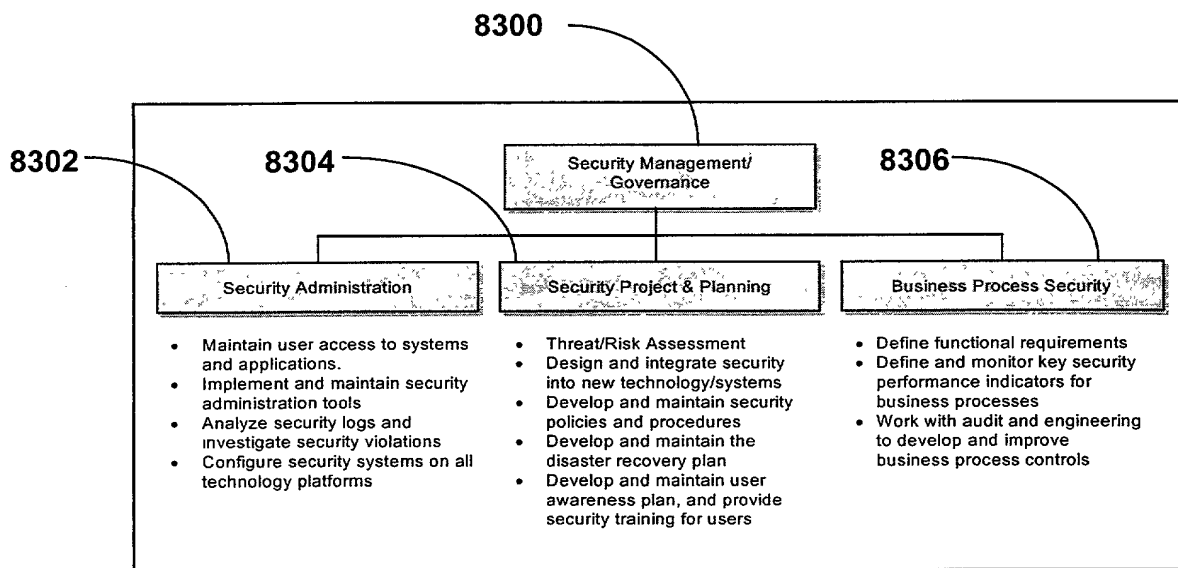 8300
8302
8304
8306
Security Management/
Governance
Security Administration
Security Project & Planning
Business Process Security
• Maintain user access to systems
and applications.
• Implement and maintain security
administration tools
• Analyze security logs and
investigate security violations
• Configure security systems on all
technology platforms
• Threat/Risk Assessment
• Design and integrate security
into new technology/systems
• Develop and maintain security
policies and procedures
• Develop and maintain the
disaster recovery plan
• Develop and maintain user
awareness plan, and provide
security training for users
• Define functional requirements
• Define and monitor key security
performance indicators for
business processes
• Work with audit and engineering
to develop and improve
business process controls